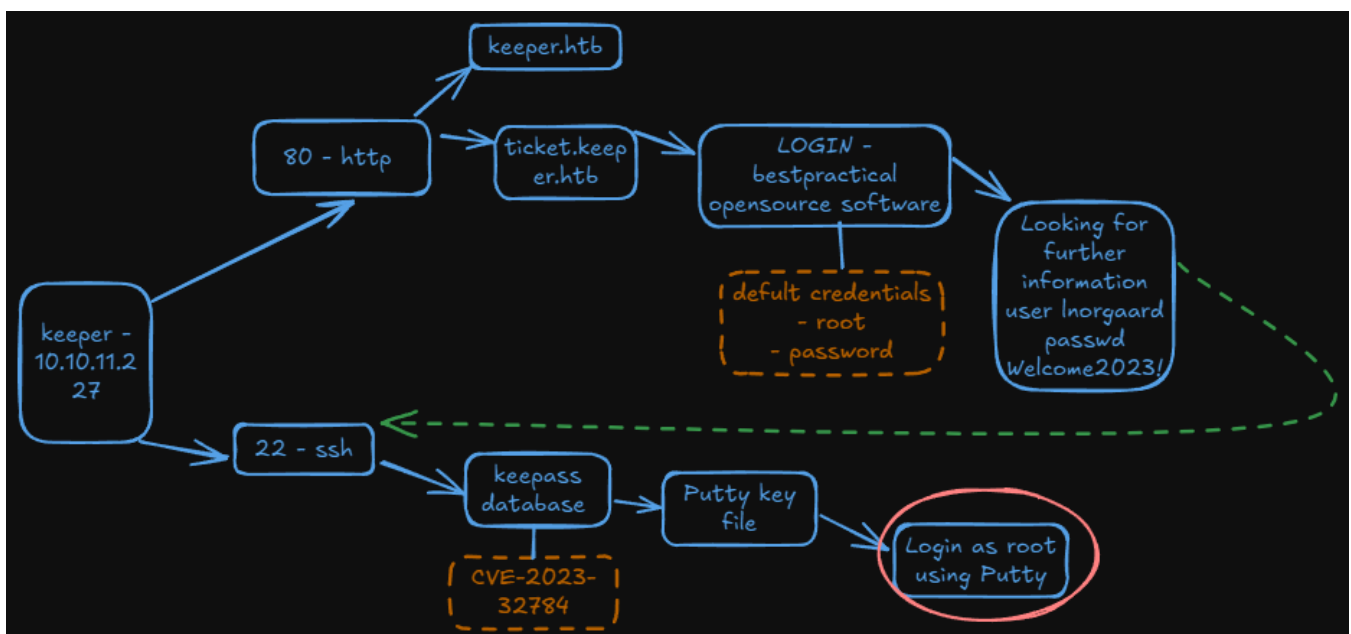 keeper.htb
80 - http
ticket.keep
er.htb
LOGIN -
bestpractical
opensource software
Looking for
further
information
user lnorgaard
passwd
Welcome2023!
defult credentials
- root
- password
keeper -
10.10.11.2
27
22 - ssh
keepass
database
Putty key
file
Login as root
using Putty
CVE-2023-
32784